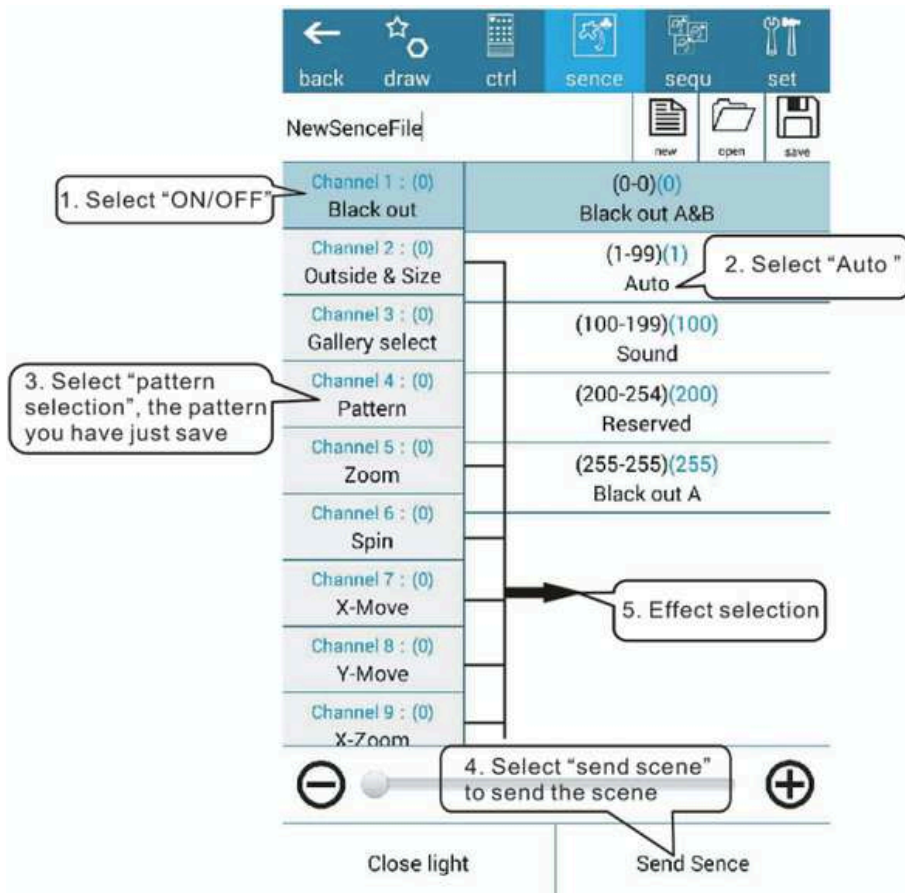 back draw ctrl sence sequ set
NewSenceFile
new open save
1. Select “ON/OFF”
Channel 1 : (0)
Black out
(0-0)(0)
Black out A&B
Channel 2 : (0)
Outside & Size
(1-99)(1)
Auto
2. Select “Auto ”
Channel 3 : (0)
Gallery select
(100-199)(100)
Sound
3. Select “pattern
selection”, the pattern
you have just save
Channel 4 : (0)
Pattern
(200-254)(200)
Reserved
Channel 5 : (0)
Zoom
(255-255)(255)
Black out A
Channel 6 : (0)
Spin
Channel 7 : (0)
X-Move
5. Effect selection
Channel 8 : (0)
Y-Move
Channel 9 : (0)
X-Zoom
4. Select “send scene”
to send the scene
Close light
Send Sence